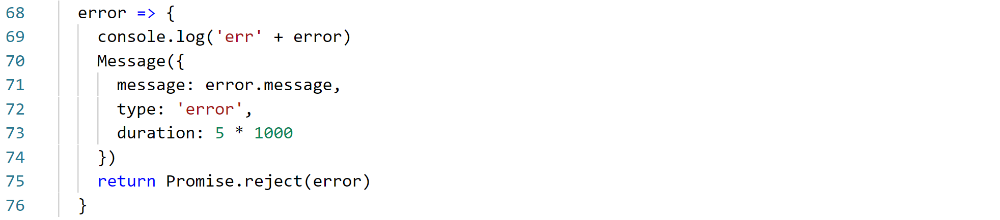 68 error => {
69 console.log('err' + error)
70 Message({
71 message: error.message,
72 type: 'error',
73 duration: 5 * 1000
74 })
75 return Promise.reject(error)
76 }